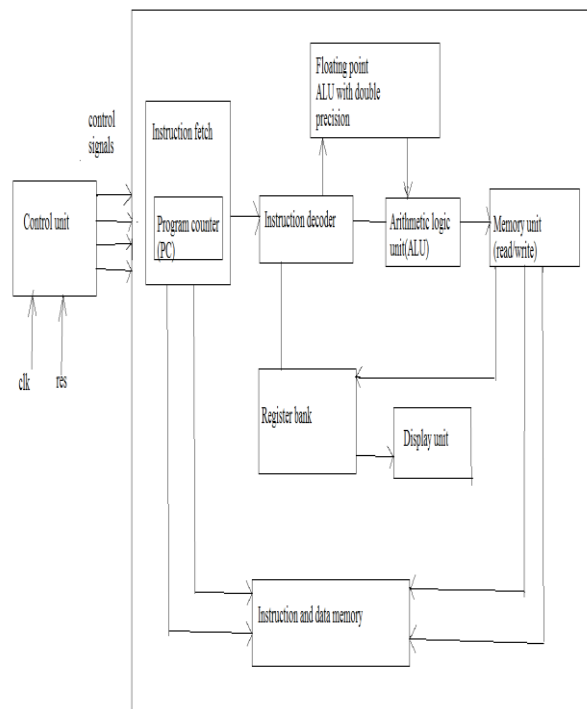 Floating point
ALU with double
precision
control
signals
Instruction fetch
Control unit
Program counter
(PC)
Instruction decoder
Arithmetic logic
unit(ALU)
Memory unit
(read/write)
clk
res
Register bank
Display unit
Instruction and data memory